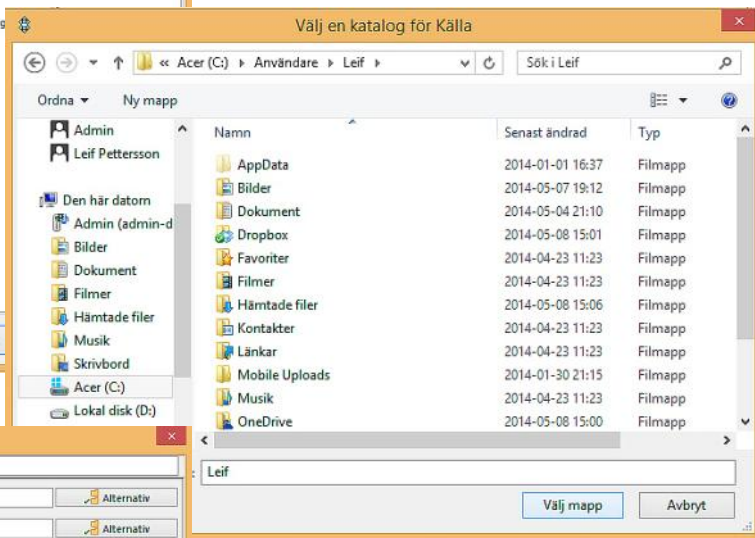 Välj en katalog för Källa
« Acer (C:) Användare Leif
Sök i Leif
Ordna Ny mapp
Admin
Leif Pettersson
Den här datorn
Admin (admin-d
Bilder
Dokument
Filmer
Hämtade filer
Musik
Skrivbord
Acer (C:)
Lokal disk (D:)
Namn Senast ändrad Typ
AppData 2014-01-01 16:37 Filmapp
Bilder 2014-05-07 19:12 Filmapp
Dokument 2014-05-04 21:10 Filmapp
Dropbox 2014-05-08 15:01 Filmapp
Favoriter 2014-04-23 11:23 Filmapp
Filmer 2014-04-23 11:23 Filmapp
Hämtade filer 2014-05-08 15:06 Filmapp
Kontakter 2014-04-23 11:23 Filmapp
Länkar 2014-04-23 11:23 Filmapp
Mobile Uploads 2014-01-30 21:15 Filmapp
Musik 2014-04-23 11:23 Filmapp
OneDrive 2014-05-08 15:00 Filmapp
: Leif
Välj mapp Avbryt
Alternativ
Alternativ